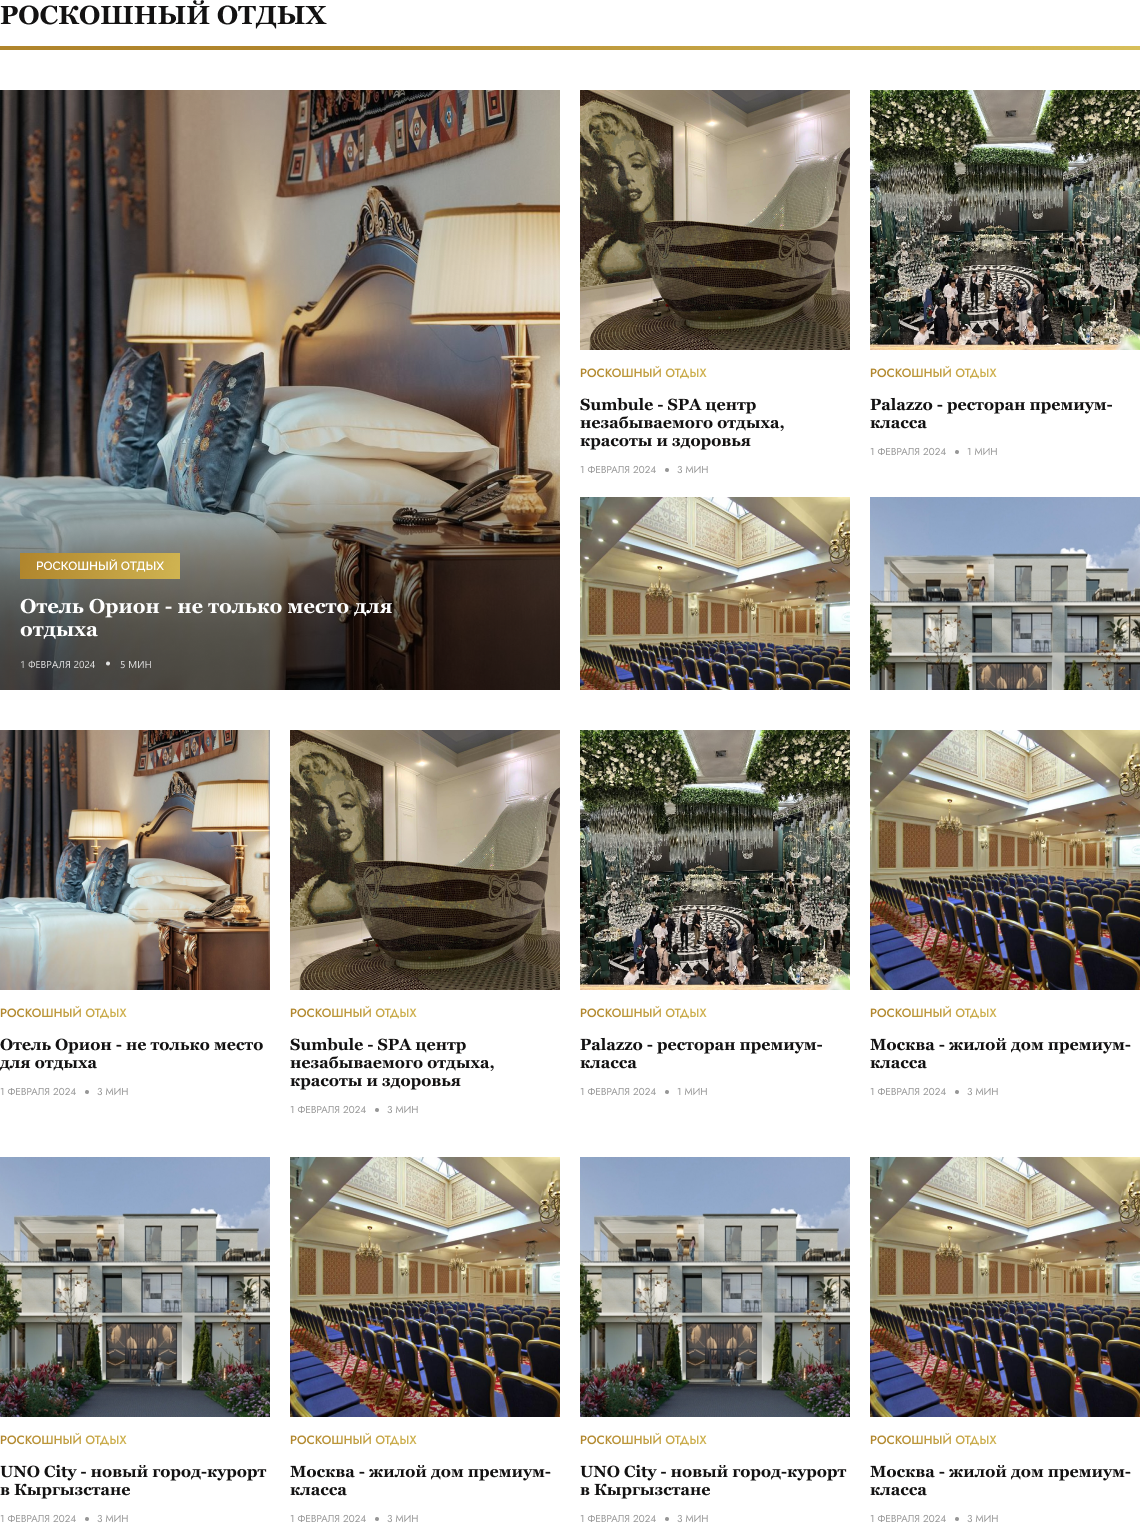 РОСКОШНЫЙ ОТДЫХ
РОСКОШНЫЙ ОТДЫХ
Отель Орион - не только место для
отдыха
1 ФЕВРАЛЯ 2024 • 5 МИН
РОСКОШНЫЙ ОТДЫХ
Sumbule - SPA центр
незабываемого отдыха,
красоты и здоровья
1 ФЕВРАЛЯ 2024 • 3 МИН
РОСКОШНЫЙ ОТДЫХ
Palazzo - ресторан премиум-
класса
1 ФЕВРАЛЯ 2024 • 1 МИН
РОСКОШНЫЙ ОТДЫХ
Отель Орион - не только место
для отдыха
1 ФЕВРАЛЯ 2024 • 3 МИН
РОСКОШНЫЙ ОТДЫХ
Sumbule - SPA центр
незабываемого отдыха,
красоты и здоровья
1 ФЕВРАЛЯ 2024 • 3 МИН
РОСКОШНЫЙ ОТДЫХ
Palazzo - ресторан премиум-
класса
1 ФЕВРАЛЯ 2024 • 1 МИН
РОСКОШНЫЙ ОТДЫХ
Москва - жилой дом премиум-
класса
1 ФЕВРАЛЯ 2024 • 3 МИН
РОСКОШНЫЙ ОТДЫХ
UNO City - новый город-курорт
в Кыргызстане
1 ФЕВРАЛЯ 2024 • 3 МИН
РОСКОШНЫЙ ОТДЫХ
Москва - жилой дом премиум-
класса
1 ФЕВРАЛЯ 2024 • 3 МИН
РОСКОШНЫЙ ОТДЫХ
UNO City - новый город-курорт
в Кыргызстане
1 ФЕВРАЛЯ 2024 • 3 МИН
РОСКОШНЫЙ ОТДЫХ
Москва - жилой дом премиум-
класса
1 ФЕВРАЛЯ 2024 • 3 МИН